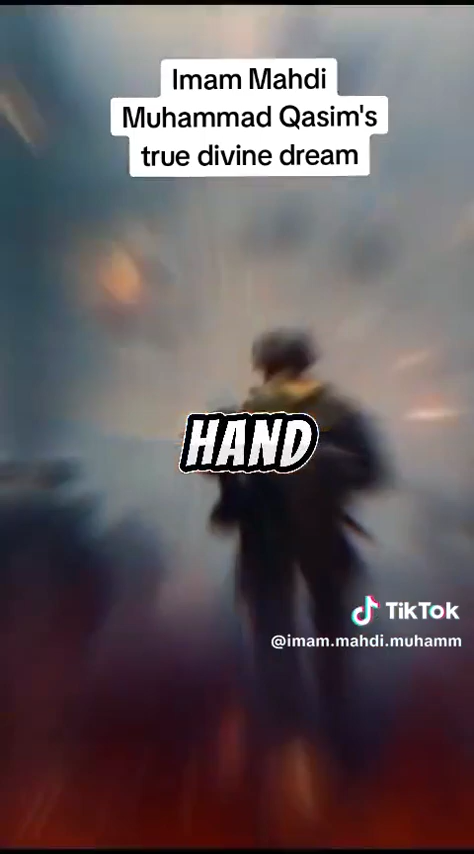 Imam Mahdi
Muhammad Qasim's
true divine dream
HAND
TikTok
@imam.mahdi.muhamm